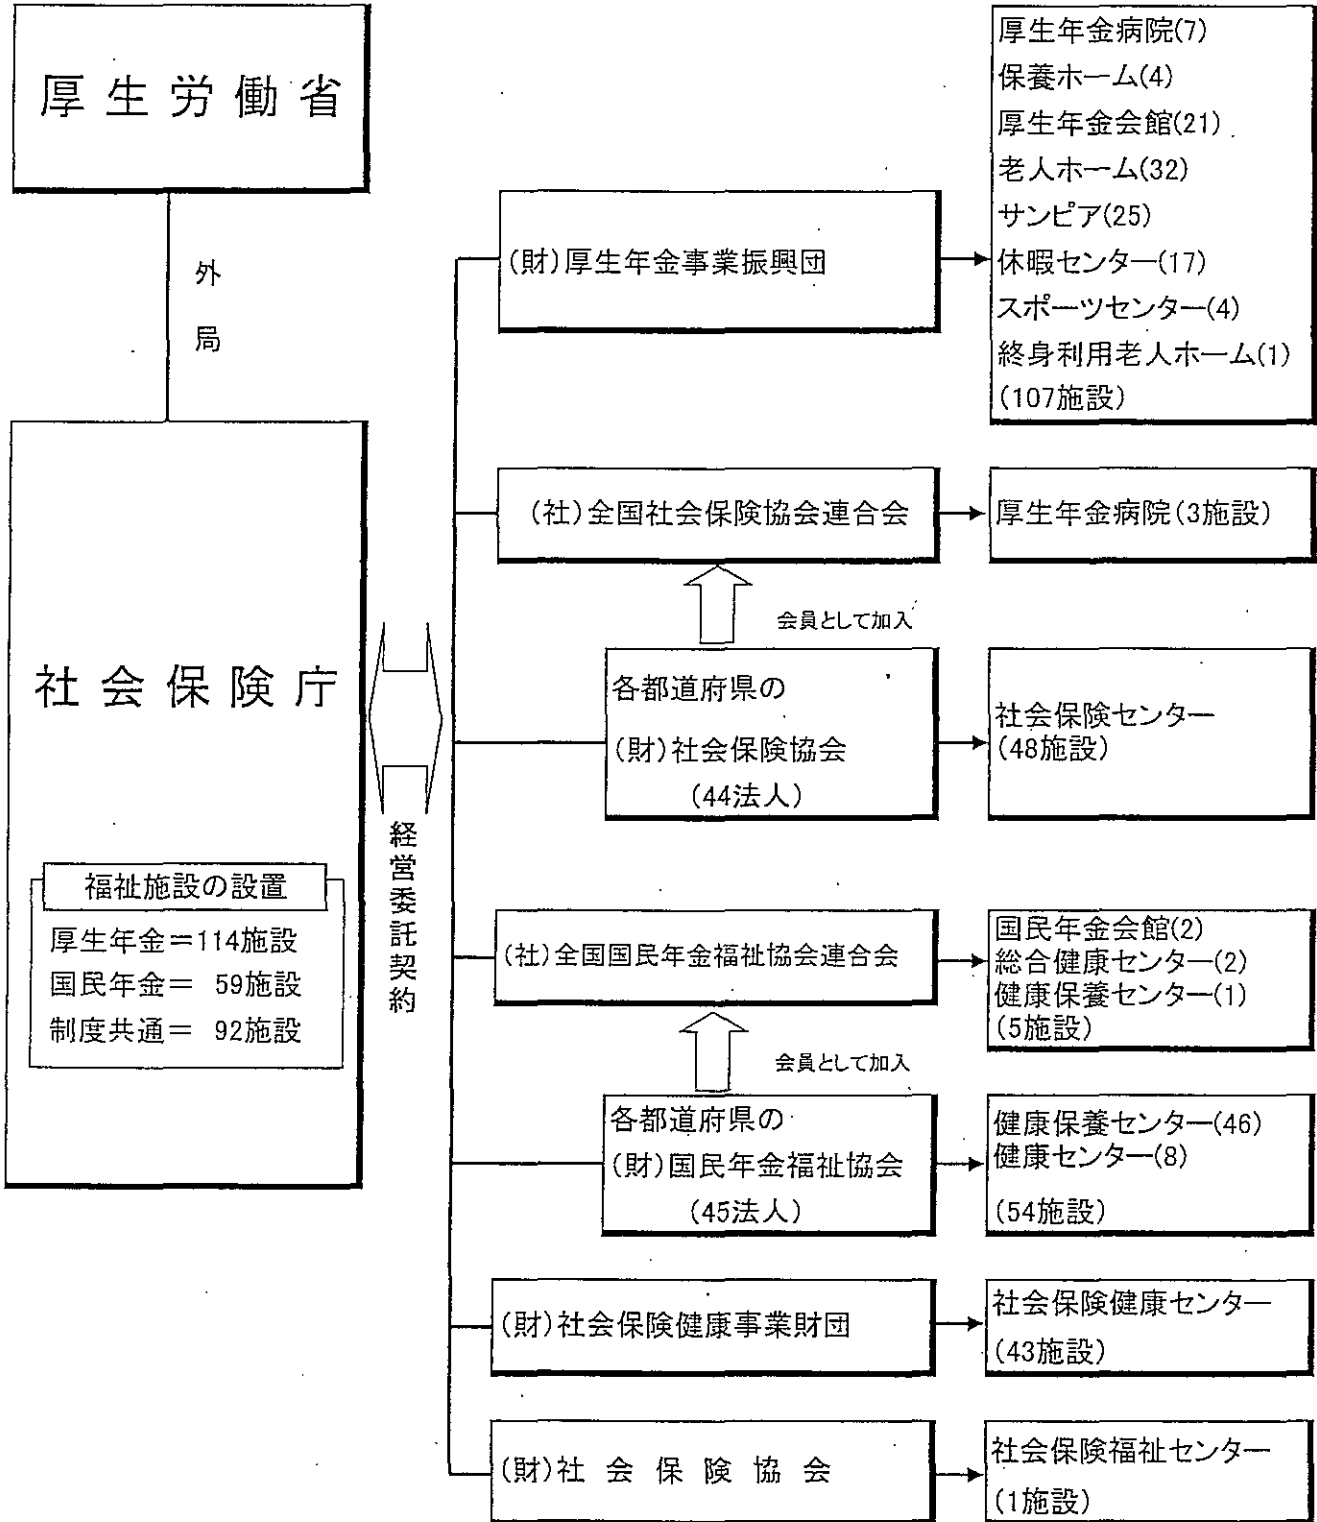 厚生労働省
外局
社会保険庁
福祉施設の設置
厚生年金＝114施設
国民年金＝ 59施設
制度共通＝ 92施設
経営委託契約
(財)厚生年金事業振興団
厚生年金病院(7)
保養ホーム(4)
厚生年金会館(21)
老人ホーム(32)
サンピア(25)
休暇センター(17)
スポーツセンター(4)
終身利用老人ホーム(1)
(107施設)
(社)全国社会保険協会連合会
厚生年金病院(3施設)
会員として加入
各都道府県の
(財)社会保険協会
(44法人)
社会保険センター
(48施設)
(社)全国国民年金福祉協会連合会
国民年金会館(2)
総合健康センター(2)
健康保養センター(1)
(5施設)
会員として加入
各都道府県の
(財)国民年金福祉協会
(45法人)
健康保養センター(46)
健康センター(8)
(54施設)
(財)社会保険健康事業財団
社会保険健康センター
(43施設)
(財)社会保険協会
社会保険福祉センター
(1施設)